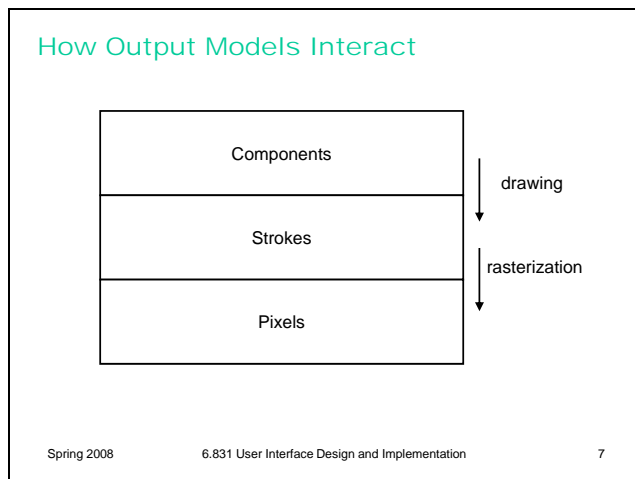 How Output Models Interact
Components
drawing
Strokes
rasterization
Pixels
Spring 2008 6.831 User Interface Design and Implementation 7